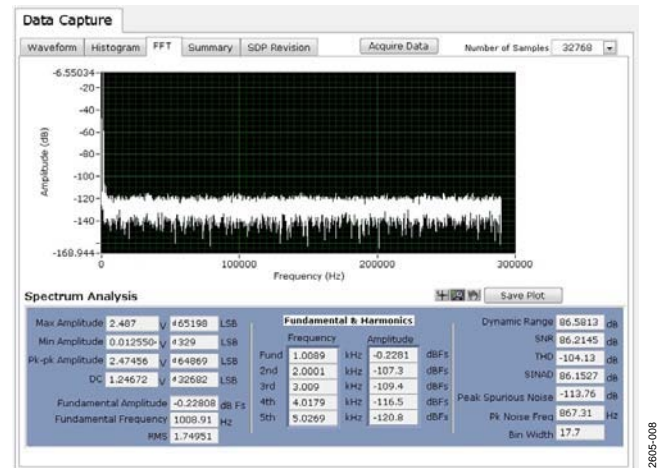 Data Capture
Waveform Histogram FFT Summary SDP Revision Acquire Data Number of Samples 32768
-6.55034
-20
-40
-60
-80
-100
-120
-140
-168.944
Amplitude (dB)
0 100000 200000 300000
Frequency (Hz)
Spectrum Analysis
Save Plot
Max Amplitude 2.487 V #65198 LSB
Min Amplitude 0.012550 V #329 LSB
Pk-pk Amplitude 2.47456 V #64869 LSB
DC 1.24672 V #32682 LSB
Fundamental Amplitude -0.22808 dB Fs
Fundamental Frequency 1008.91 Hz
RMS 1.74951
Fundamental & Harmonics
Frequency Amplitude
Fund 1.0089 kHz -0.2281 dBFs
2nd 2.0001 kHz -107.3 dBFs
3rd 3.009 kHz -109.4 dBFs
4th 4.0179 kHz -116.5 dBFs
5th 5.0269 kHz -120.8 dBFs
Dynamic Range 86.5813 dB
SNR 86.2145 dB
THD -104.13 dB
SINAD 86.1527 dB
Peak Spurious Noise -113.76 dB
Pk Noise Freq 867.31 Hz
Bin Width 17.7
2605-008